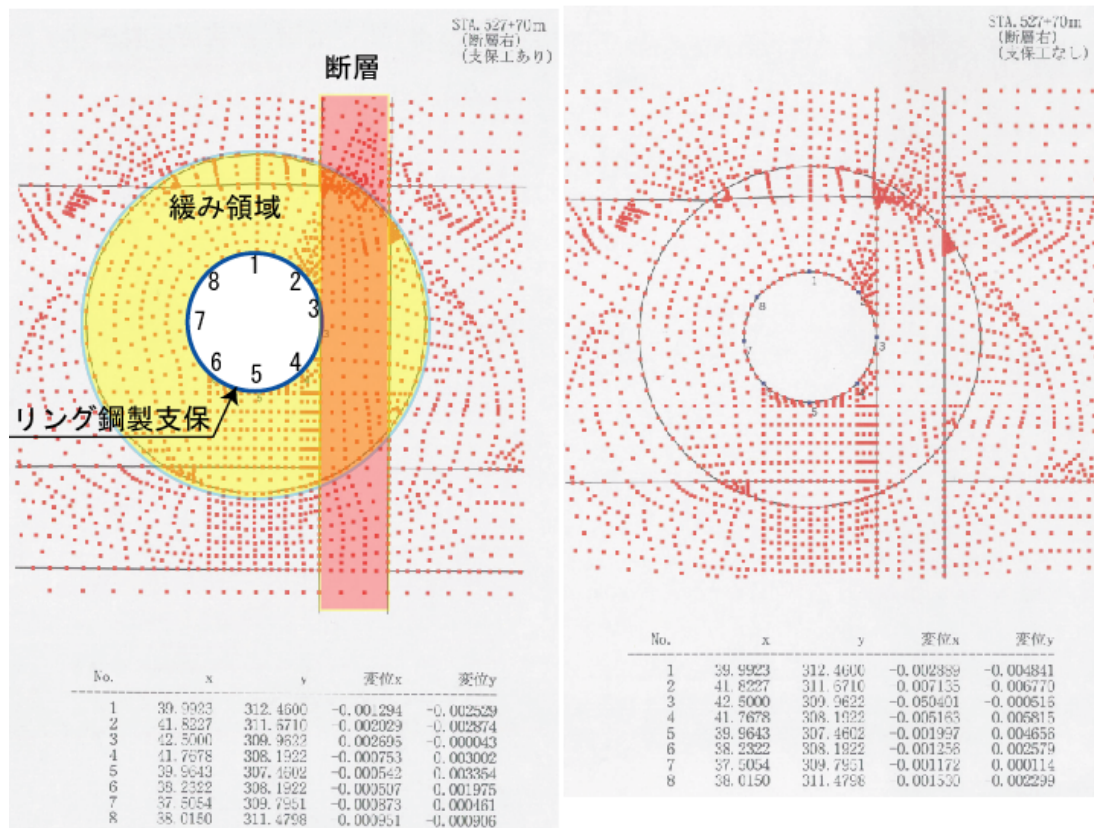 STA.527+70m
(断層右)
(支保工あり)
断層
緩み領域
1
2
3
4
5
6
7
8
リング鋼製支保
No. x y 変位x 変位y
1 39.9923 312.4600 -0.001294 -0.002529
2 41.8227 311.6710 -0.002029 -0.002874
3 42.5000 309.9622 0.002695 -0.000043
4 41.7678 308.1922 -0.000753 0.003002
5 39.9643 307.4602 -0.000542 0.003354
6 38.2322 308.1922 -0.000507 0.001975
7 37.5054 309.7951 -0.000873 0.000461
8 38.0150 311.4798 -0.000951 -0.000906
STA.527+70m
(断層右)
(支保工なし)
1
3
5
8
No. x y 変位x 変位y
1 39.9923 312.4600 -0.002889 -0.004841
2 41.8227 311.6710 -0.007135 -0.006770
3 42.5000 309.9622 -0.050401 -0.000516
4 41.7678 308.1922 -0.005163 0.005815
5 39.9643 307.4602 -0.001997 0.004656
6 38.2322 308.1922 -0.001256 0.002579
7 37.5054 309.7951 -0.001172 0.000114
8 38.0150 311.4798 -0.001530 -0.002299